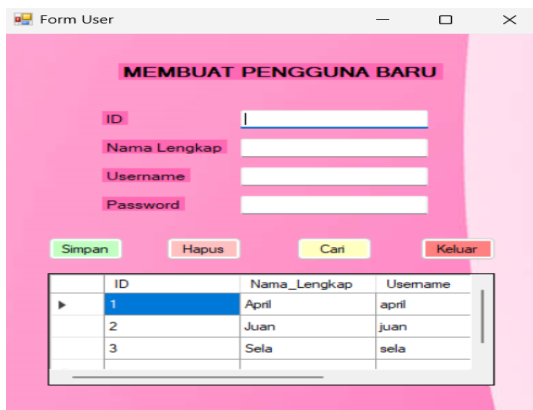 Form User
MEMBUAT PENGGUNA BARU
ID
Nama Lengkap
Username
Password
Simpan Hapus Cari Keluar
ID Nama_Lengkap Username
1 April april
2 Juan juan
3 Sela sela